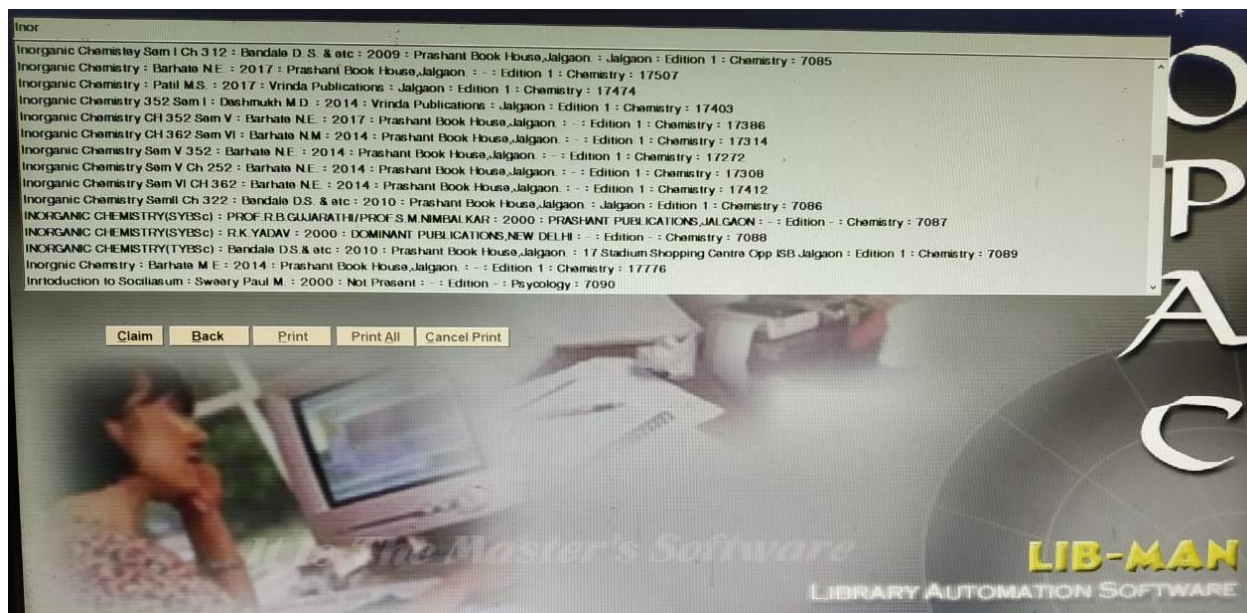 Inor
Inorganic Chemistey Sem I Ch 312 : Bendale D. S. & etc : 2009 : Prashant Book House,Jalgaon. : Jalgaon : Edition 1 : Chemistry : 7085
Inorganic Chemistry : Barhate N.E. : 2017 : Prashant Book House,Jalgaon. : - : Edition 1 : Chemistry : 17507
Inorganic Chemistry : Patil M.S. : 2017 : Vrinda Publications : Jalgaon : Edition 1 : Chemistry : 17474
Inorganic Chemistry 352 Sem I : Deshmukh M.D. : 2014 : Vrinda Publications : Jalgaon : Edition 1 : Chemistry : 17403
Inorganic Chemistry CH 352 Sem V : Barhate N.E. : 2017 : Prashant Book House,Jalgaon. : - : Edition 1 : Chemistry : 17386
Inorganic Chemistry CH 362 Sem VI : Barhate N.M : 2014 : Prashant Book House,Jalgaon. : - : Edition 1 : Chemistry : 17314
Inorganic Chemistry Sem V 352 : Barhate N.E. : 2014 : Prashant Book House,Jalgaon. : - : Edition 1 : Chemistry : 17272
Inorganic Chemistry Sem V Ch 252 : Barhate N.E. : 2014 : Prashant Book House,Jalgaon. : - : Edition 1 : Chemistry : 17308
Inorganic Chemistry Sem VI CH 362 : Barhate N.E. : 2014 : Prashant Book House,Jalgaon. : - : Edition 1 : Chemistry : 17412
Inorganic Chemistry SemII Ch 322 : Bendale D.S. & etc : 2010 : Prashant Book House,Jalgaon. : Jalgaon : Edition 1 : Chemistry : 7086
INORGANIC CHEMISTRY(SYBSc) : PROF.R.B.GUJARATHI/PROF.S.M.NIMBALKAR : 2000 : PRASHANT PUBLICATIONS,JALGAON : - : Edition - : Chemistry : 7087
INORGANIC CHEMISTRY(SYBSc) : R.K.YADAV : 2000 : DOMINANT PUBLICATIONS,NEW DELHI : - : Edition - : Chemistry : 7088
INORGANIC CHEMISTRY(TYBSc) : Bendale D.S.& etc : 2010 : Prashant Book House,Jalgaon. : 17 Stadium Shopping Centre Opp ISB Jalgaon : Edition 1 : Chemistry : 7089
Inorgnic Chemstry : Barhate M E : 2014 : Prashant Book House,Jalgaon. : - : Edition 1 : Chemistry : 17776
Inrtoduction to Sociliasum : Sweery Paul M. : 2000 : Not Present : - : Edition - : Psycology : 7090
Claim Back Print Print All Cancel Print
OPAC
The Master's Software
LIB-MAN
LIBRARY AUTOMATION SOFTWARE